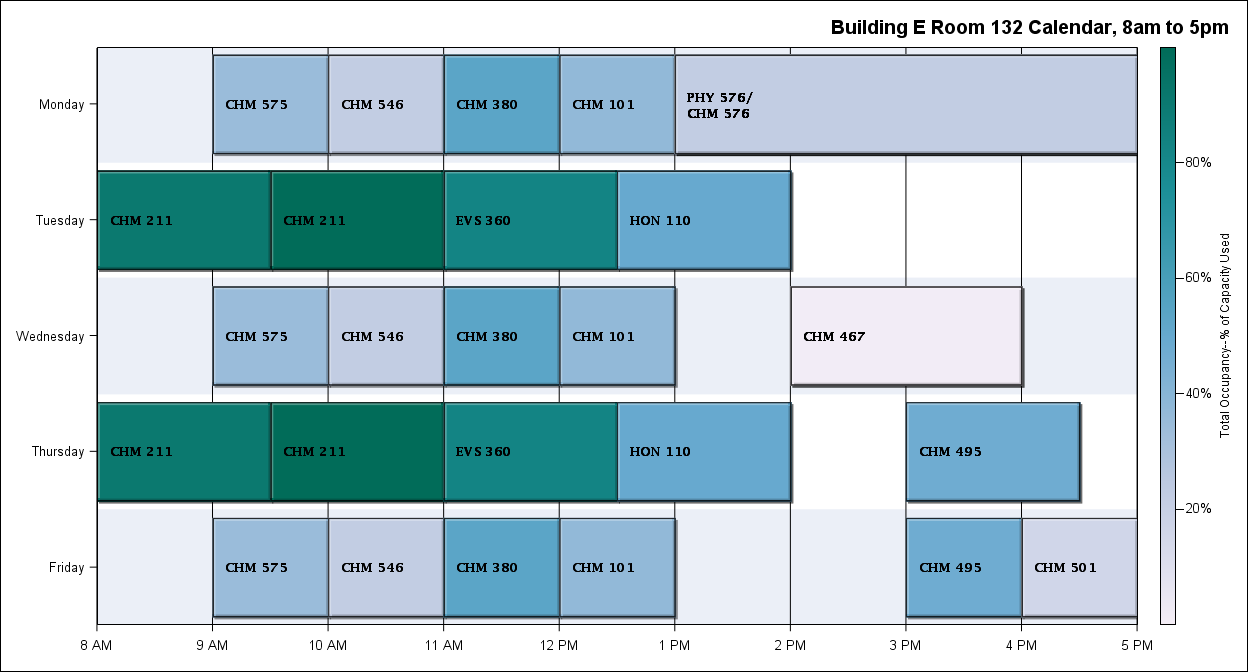 Building E Room 132 Calendar, 8am to 5pm
Monday
CHM 575
CHM 546
CHM 380
CHM 101
PHY 576/
CHM 576
Tuesday
CHM 211
CHM 211
EVS 360
HON 110
Wednesday
CHM 575
CHM 546
CHM 380
CHM 101
CHM 467
Thursday
CHM 211
CHM 211
EVS 360
HON 110
CHM 495
Friday
CHM 575
CHM 546
CHM 380
CHM 101
CHM 495
CHM 501
8 AM
9 AM
10 AM
11 AM
12 PM
1 PM
2 PM
3 PM
4 PM
5 PM
80%
60%
40%
20%
Total Occupancy--% of Capacity Used